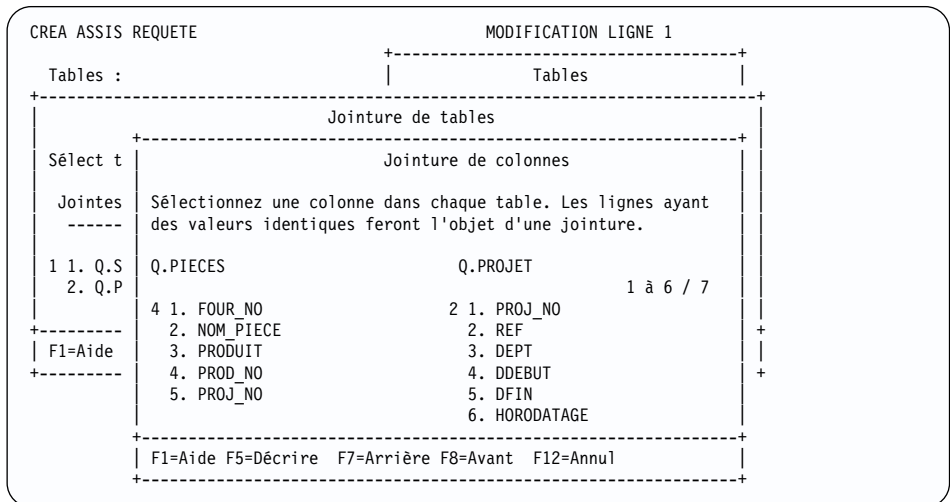 CREA ASSIS REQUETE MODIFICATION LIGNE 1
Tables : Tables
Jointure de tables
Sélect t Jointure de colonnes
Jointes Sélectionnez une colonne dans chaque table. Les lignes ayant
------ des valeurs identiques feront l'objet d'une jointure.
1 1. Q.S Q.PIECES Q.PROJET
2. Q.P 1 à 6 / 7
4 1. FOUR_NO 2 1. PROJ_NO
2. NOM_PIECE 2. REF
F1=Aide 3. PRODUIT 3. DEPT
4. PROD_NO 4. DDEBUT
5. PROJ_NO 5. DFIN
6. HORODATAGE
F1=Aide F5=Décrire F7=Arrière F8=Avant F12=Annul